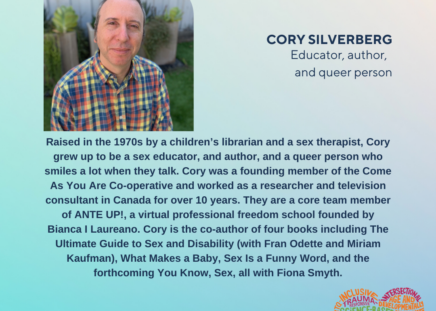 CORY SILVERBERG
Educator, author,
and queer person
Raised in the 1970s by a children's librarian and a sex therapist, Cory
grew up to be a sex educator, and author, and a queer person who
smiles a lot when they talk. Cory was a founding member of the Come
As You Are Co-operative and worked as a researcher and television
consultant in Canada for over 10 years. They are a core team member
of ANTE UP!, a virtual professional freedom school founded by
Bianca I Laureano. Cory is the co-author of four books including The
Ultimate Guide to Sex and Disability (with Fran Odette and Miriam
Kaufman), What Makes a Baby, Sex Is a Funny Word, and the
forthcoming You Know, Sex, all with Fiona Smyth.
INCLUSIVE
INTERSECTIONAL
TRAUMA
AGE AND
SCIENCE-BASED